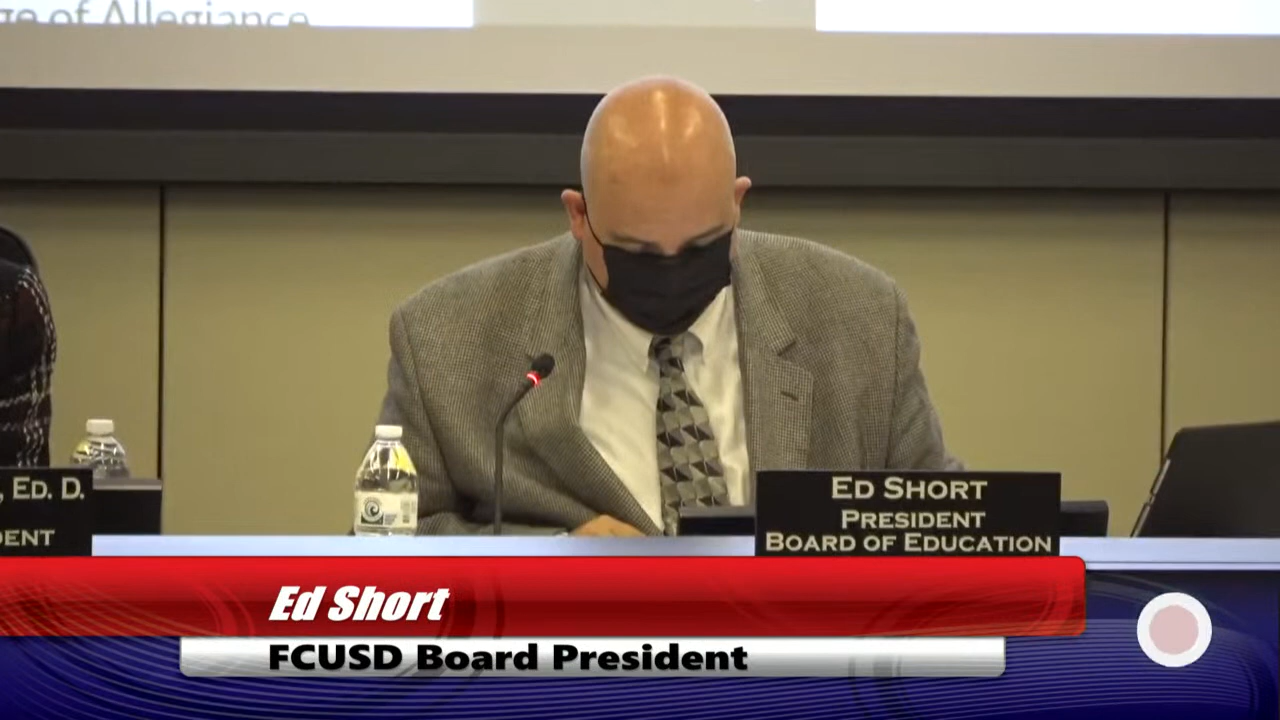 ge of Allegiance
, ED. D.
DENT
ED SHORT
PRESIDENT
BOARD OF EDUCATION
Ed Short
FCUSD Board President